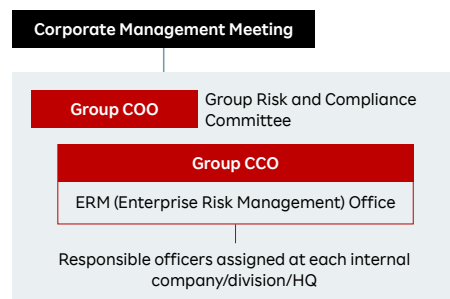 Corporate Management Meeting
Group COO
Group Risk and Compliance
Committee
Group CCO
ERM (Enterprise Risk Management) Office
Responsible officers assigned at each internal
company/division/HQ